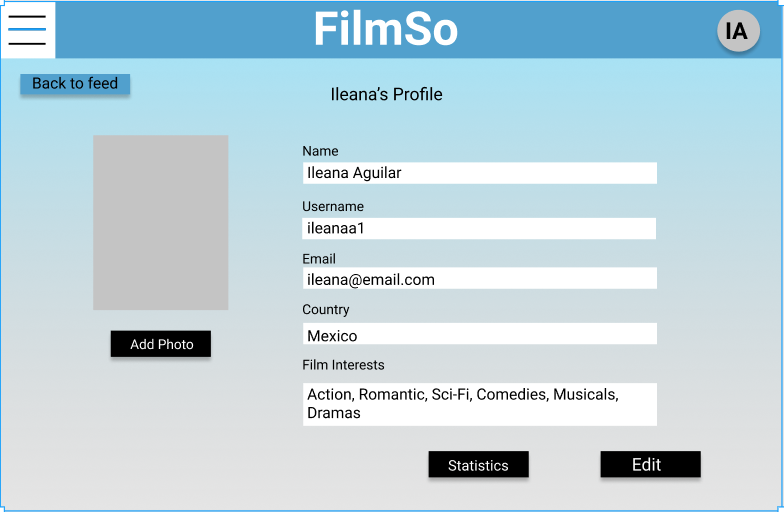 FilmSo
IA
Back to feed
Ileana’s Profile
Name
Ileana Aguilar
Username
ileanaa1
Email
ileana@email.com
Country
Mexico
Add Photo
Film Interests
Action, Romantic, Sci-Fi, Comedies, Musicals,
Dramas
Statistics
Edit